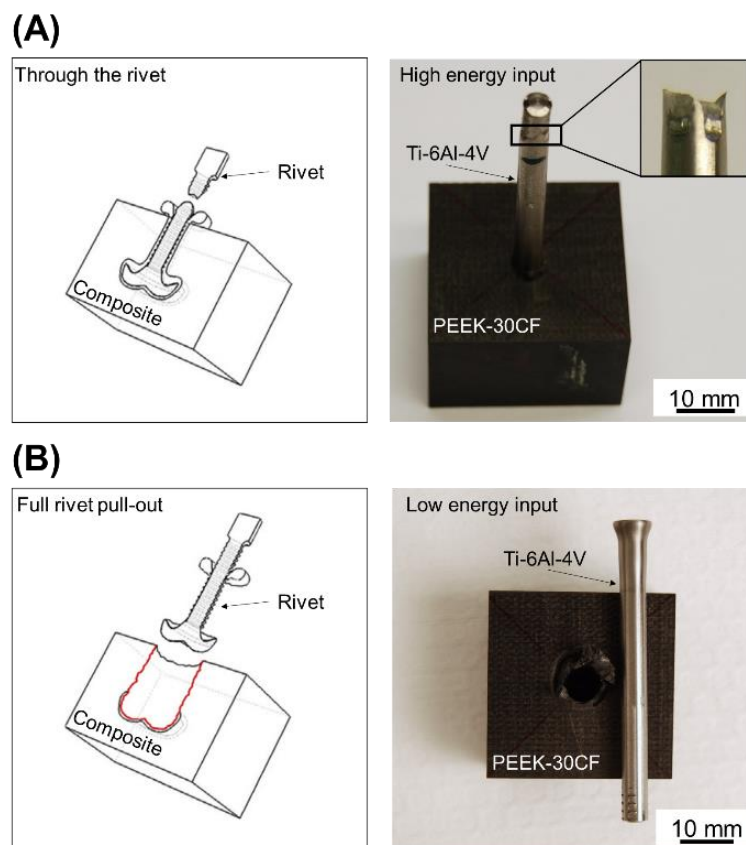 (A)
Through the rivet
Rivet
Composite
High energy input
Ti-6Al-4V
PEEK-30CF
10 mm
(B)
Full rivet pull-out
Rivet
Composite
Low energy input
Ti-6Al-4V
PEEK-30CF
10 mm